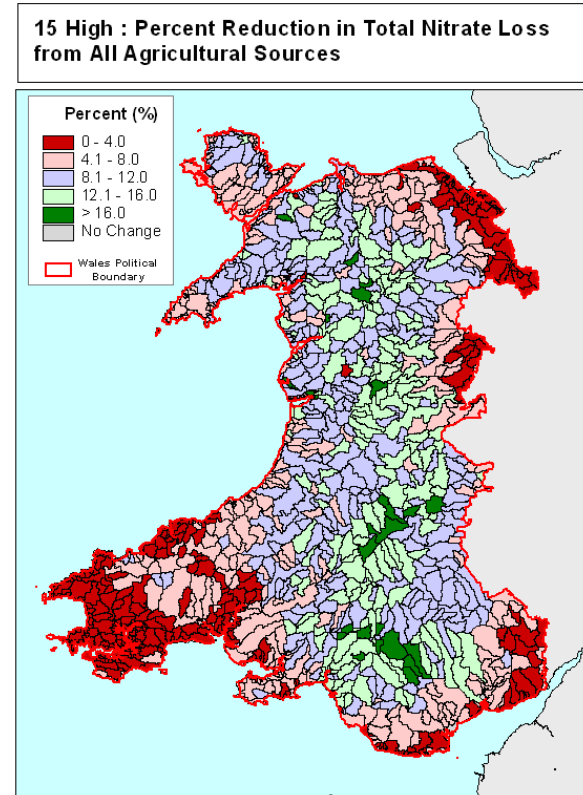 15 High : Percent Reduction in Total Nitrate Loss
from All Agricultural Sources
Percent (%)
0 - 4.0
4.1 - 8.0
8.1 - 12.0
12.1 - 16.0
> 16.0
No Change
Wales Political
Boundary